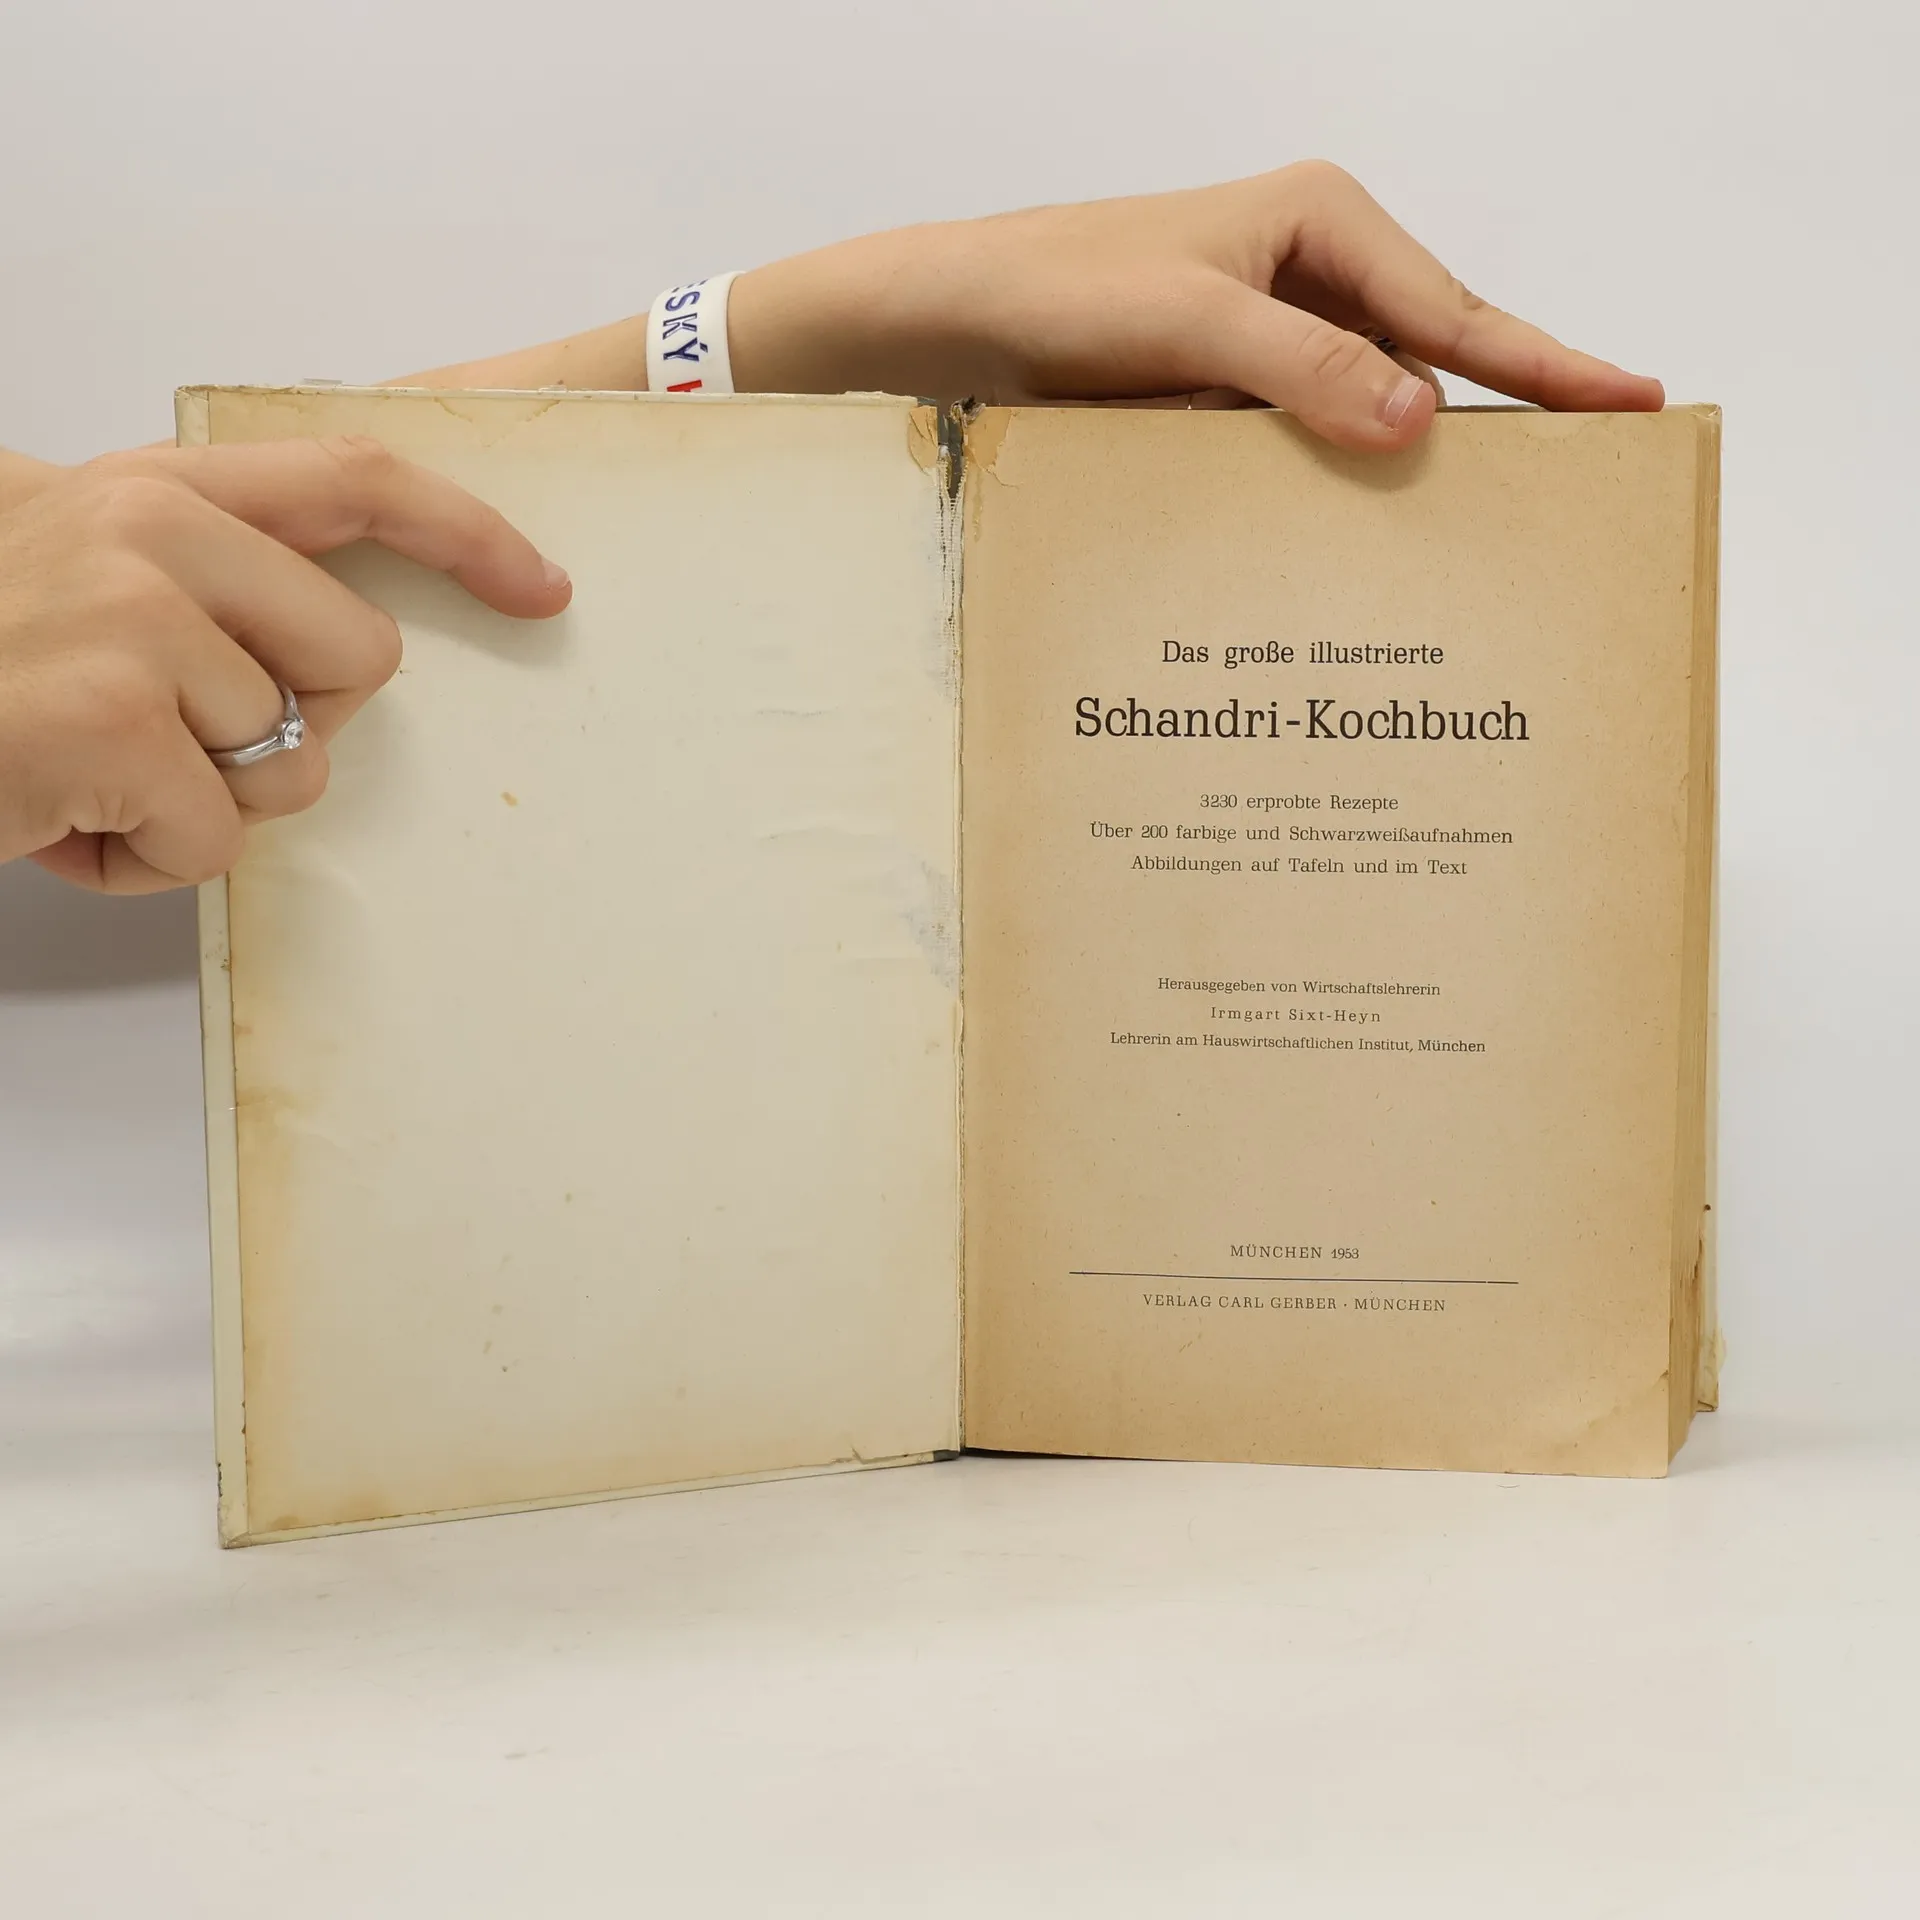 ESKÝ
Das große illustrierte
Schandri-Kochbuch
3230 erprobte Rezepte
Über 200 farbige und Schwarzweißaufnahmen
Abbildungen auf Tafeln und im Text
Herausgegeben von Wirtschaftslehrerin
Irmgart Sixt-Heyn
Lehrerin am Hauswirtschaftlichen Institut, München
MÜNCHEN 1953
VERLAG CARL GERBER · MÜNCHEN